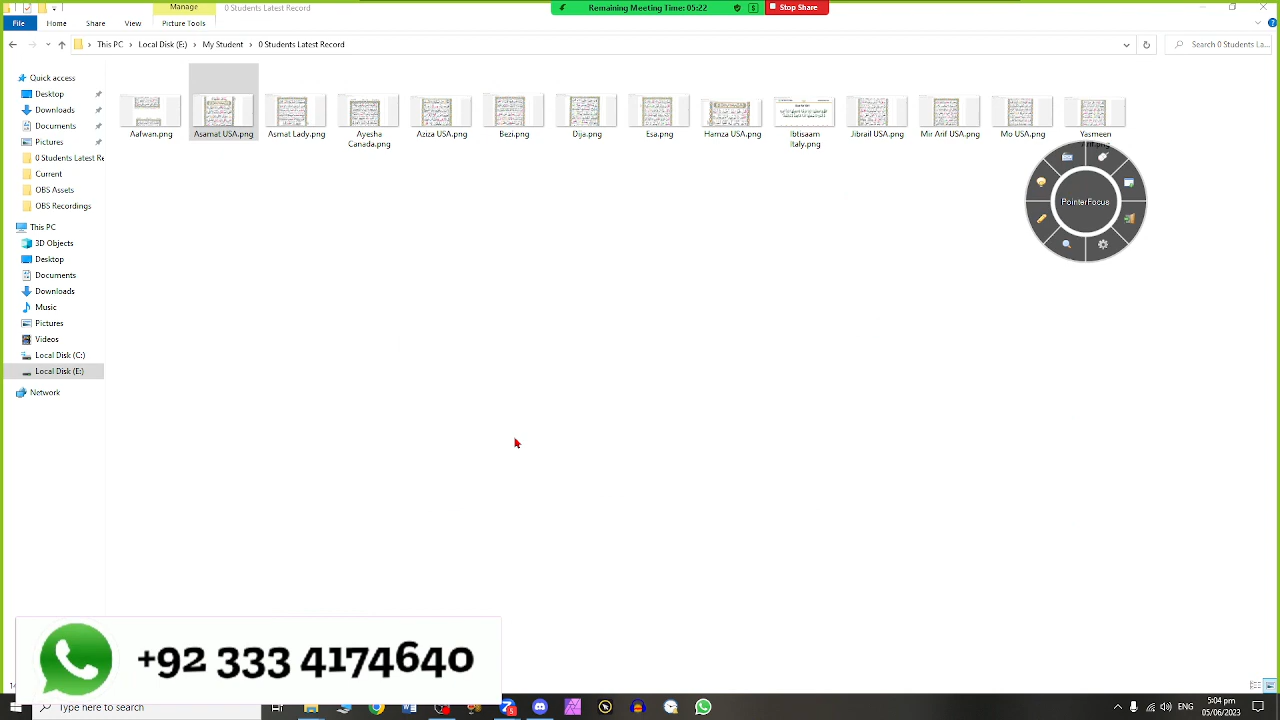 Manage
0 Students Latest Record
Remaining Meeting Time: 05:22
Stop Share
File
Home
Share
View
Picture Tools
This PC
Local Disk (E:)
My Student
0 Students Latest Record
Search 0 Students La...
Quick access
Desktop
Downloads
Documents
Pictures
0 Students Latest Re
Current
OBS Assets
OBS Recordings
This PC
3D Objects
Desktop
Documents
Downloads
Music
Pictures
Videos
Local Disk (C:)
Local Disk (E:)
Network
Asamat USA.png
Asmat Lady.png
Ayesha
Canada.png
Aziza USA.png
Bezi.png
Dija.png
Esa.png
Hamza USA.png
Ibtisaam
Italy.png
Jibrail USA.png
Mir Arif USA.png
Mo USA.png
Yasmeen
PointerFocus
+92 333 4174640
Type here to search
ENG
5:04 pm
05/06/2023